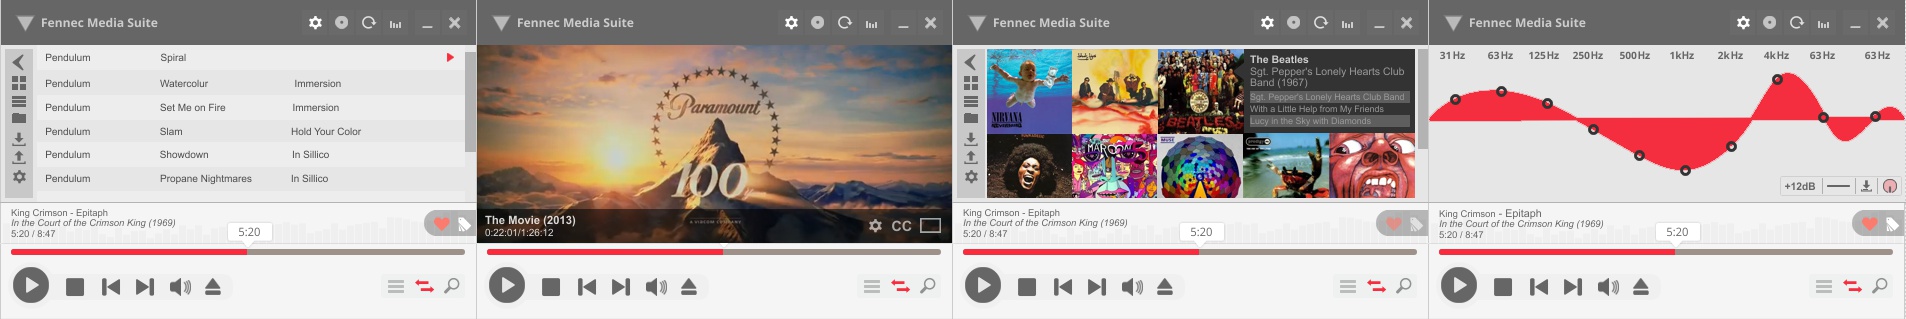 Fennec Media Suite
Pendulum Spiral
Pendulum Watercolur Immersion
Pendulum Set Me on Fire Immersion
Pendulum Slam Hold Your Color
Pendulum Showdown In Sillico
Pendulum Propane Nightmares In Sillico
King Crimson - Epitaph
In the Court of the Crimson King (1969)
5:20 / 8:47
5:20
Fennec Media Suite
Paramount
100
The Movie (2013)
0:22:01/1:26:12
CC
Fennec Media Suite
NIRVANA
BEATLES
The Beatles
Sgt. Pepper's Lonely Hearts Club
Band (1967)
Sgt. Pepper's Lonely Hearts Club Band
With a Little Help from My Friends
Lucy in the Sky with Diamonds
MAROON
MUSE
King Crimson - Epitaph
In the Court of the Crimson King (1969)
5:20 / 8:47
5:20
Fennec Media Suite
31Hz 63Hz 125Hz 250Hz 500Hz 1kHz 2kHz 4kHz 63Hz 63Hz
+12dB
King Crimson - Epitaph
In the Court of the Crimson King (1969)
5:20 / 8:47
5:20